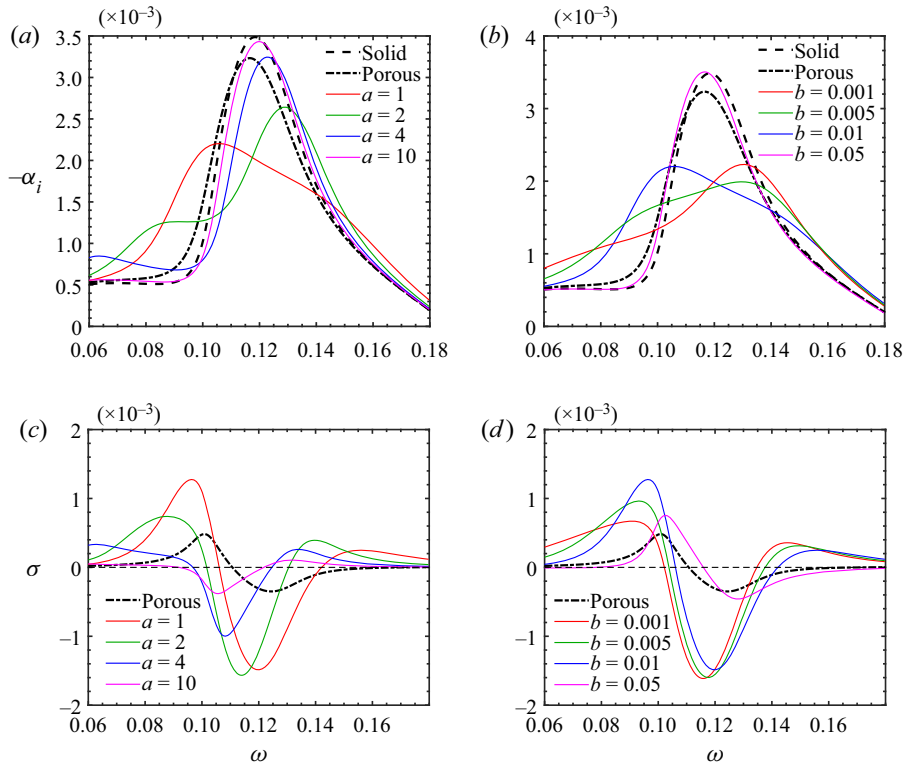 (×10⁻³)
(a)
3.5
3.0
2.5
2.0
1.5
1.0
0.5
0
−αᵢ
Solid
Porous
a = 1
a = 2
a = 4
a = 10
0.06 0.08 0.10 0.12 0.14 0.16 0.18
(×10⁻³)
(b)
4
3
2
1
0
Solid
Porous
b = 0.001
b = 0.005
b = 0.01
b = 0.05
0.06 0.08 0.10 0.12 0.14 0.16 0.18
(×10⁻³)
(c)
2
1
0
−1
−2
σ
Porous
a = 1
a = 2
a = 4
a = 10
0.06 0.08 0.10 0.12 0.14 0.16
ω
(×10⁻³)
(d)
2
1
0
−1
−2
Porous
b = 0.001
b = 0.005
b = 0.01
b = 0.05
0.06 0.08 0.10 0.12 0.14 0.16 0.18
ω